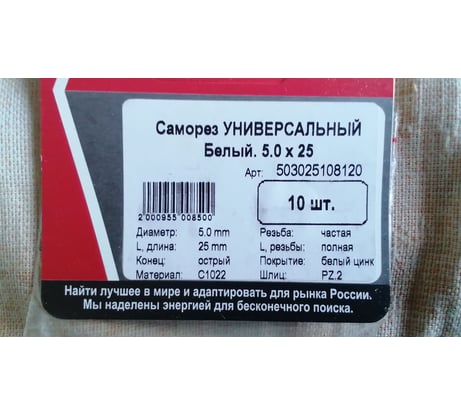 Саморез УНИВЕРСАЛЬНЫЙ
Белый. 5.0 x 25
Арт: 503025108120
10 шт.
2 000955 008500
Диаметр: 5.0 mm Резьба: частая
L, длина: 25 mm L, резьбы: полная
Конец: острый Покрытие: белый цинк
Материал: C1022 Шлиц: PZ.2
Найти лучшее в мире и адаптировать для рынка России.
Мы наделены энергией для бесконечного поиска.